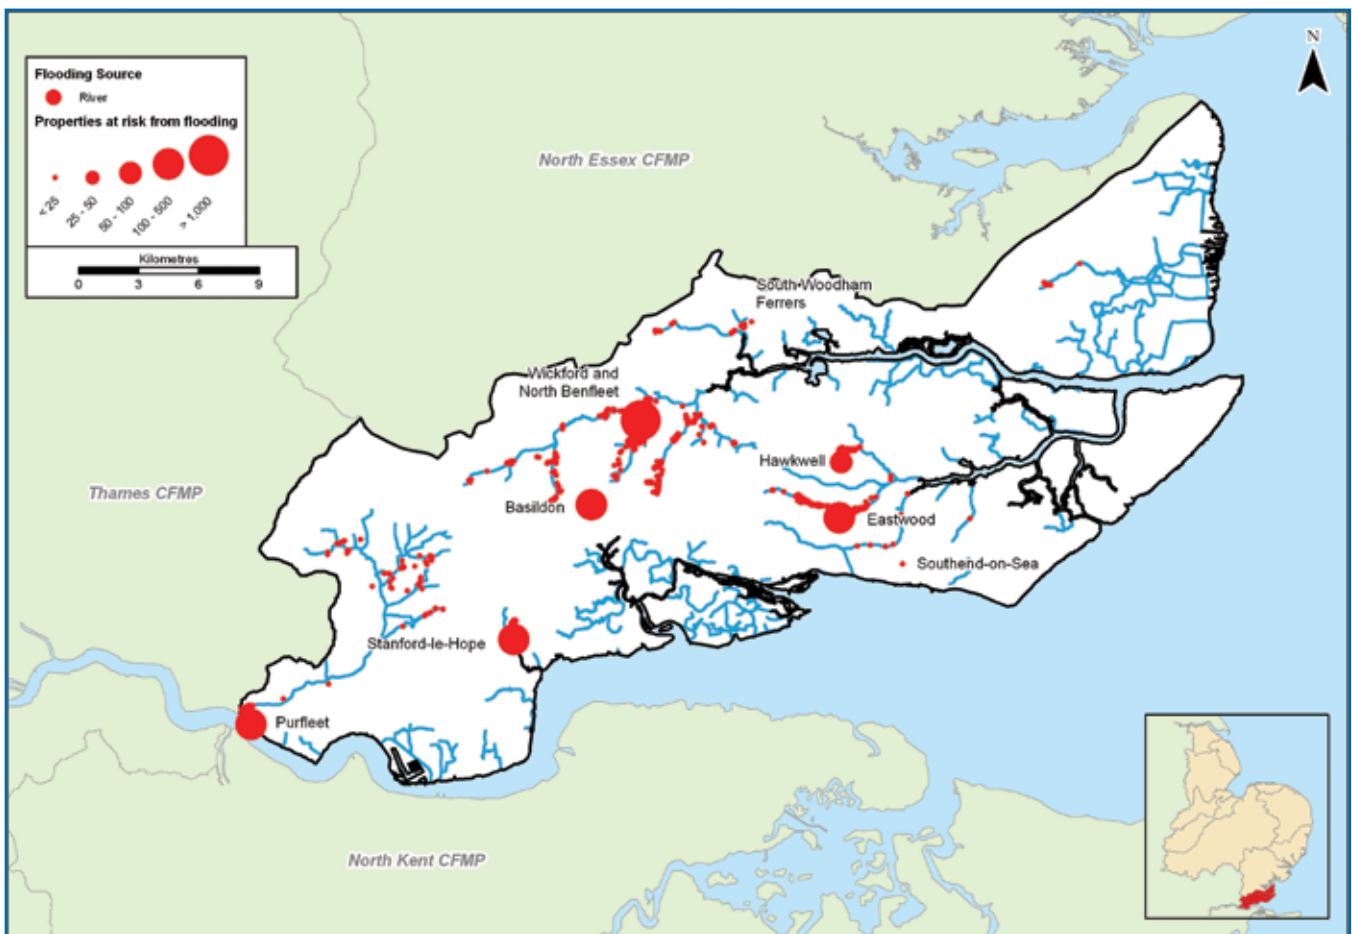 Flooding Source
River
Properties at risk from flooding
< 25
25 - 50
50 - 100
100 - 500
> 1,000
Kilometres
0 3 6 9
N
North Essex CFMP
South Woodham
Ferrers
Wickford and
North Benfleet
Hawkwell
Thames CFMP
Basildon
Eastwood
Southend-on-Sea
Stanford-le-Hope
Purfleet
North Kent CFMP